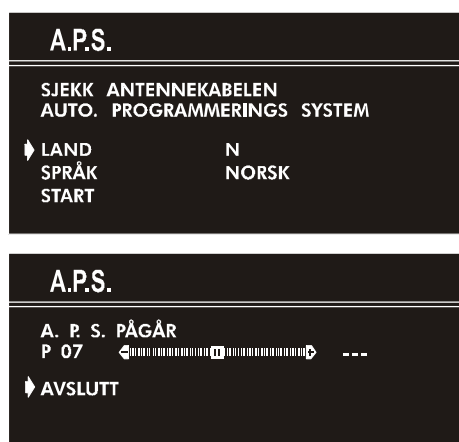 A.P.S.
SJEKK ANTENNEKABELEN
AUTO. PROGRAMMERINGS SYSTEM
LAND N
SPRÅK NORSK
START
A.P.S.
A. P. S. PÅGÅR
P 07 ---
AVSLUTT